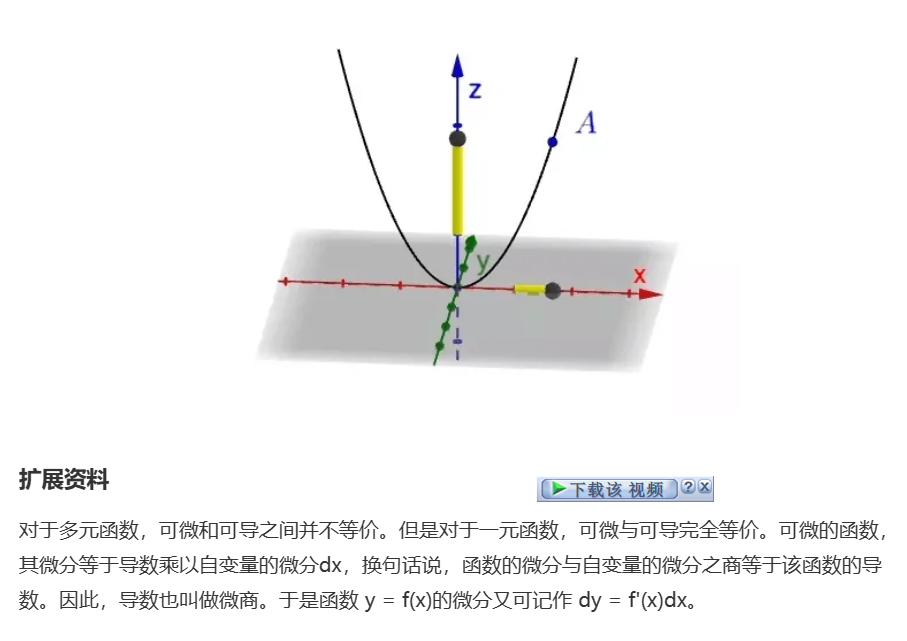 z
A
y
x
扩展资料
下载该 视频 ? X
对于多元函数，可微和可导之间并不等价。但是对于一元函数，可微与可导完全等价。可微的函数，
其微分等于导数乘以自变量的微分dx，换句话说，函数的微分与自变量的微分之商等于该函数的导
数。因此，导数也叫做微商。于是函数 y = f(x)的微分又可记作 dy = f'(x)dx。